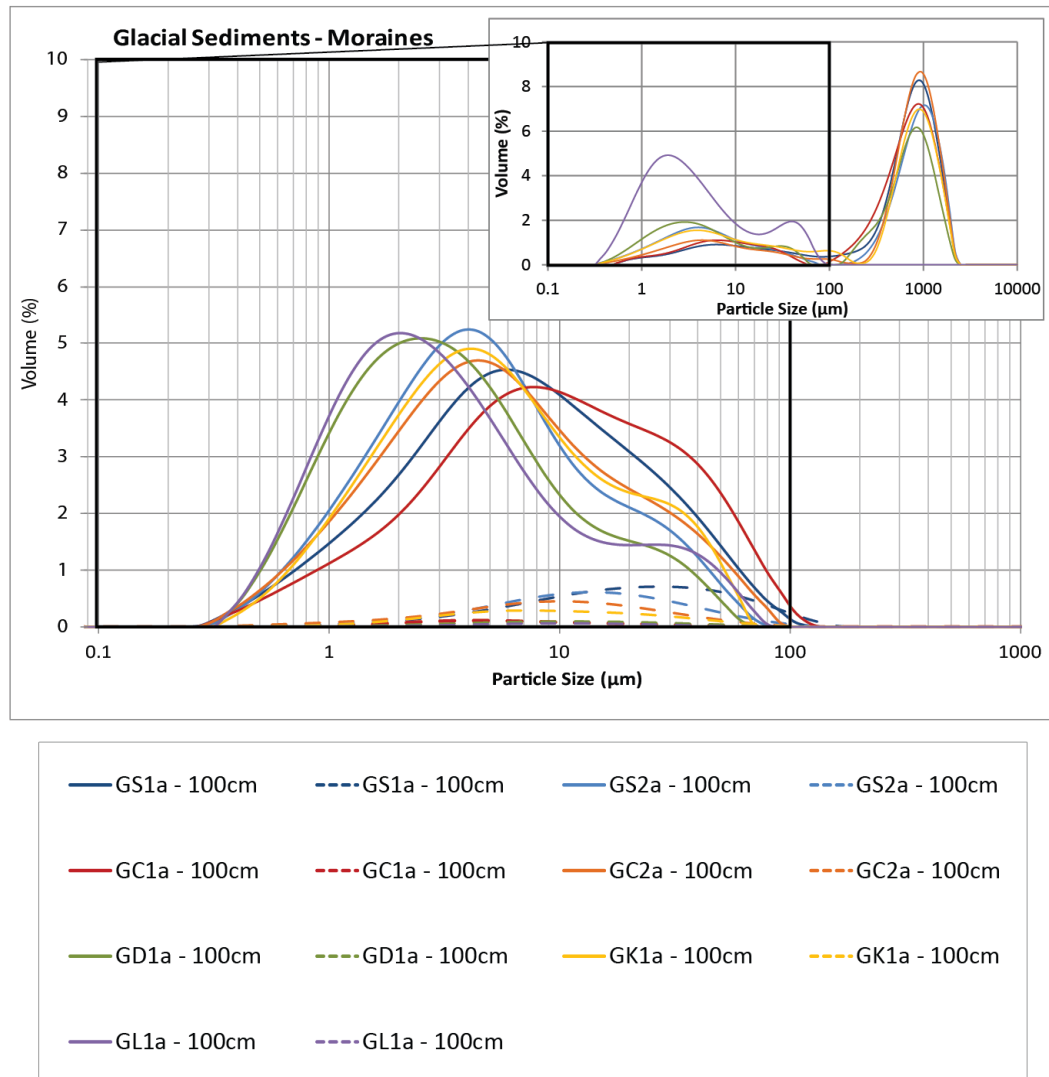 Glacial Sediments - Moraines
10
9
8
7
6
5
4
3
2
1
0
Volume (%)
0.1 1 10 100 1000
Particle Size (µm)
10
8
6
4
2
0
Volume (%)
0.1 1 10 100 1000 10000
Particle Size (µm)
GS1a - 100cm GS1a - 100cm GS2a - 100cm GS2a - 100cm
GC1a - 100cm GC1a - 100cm GC2a - 100cm GC2a - 100cm
GD1a - 100cm GD1a - 100cm GK1a - 100cm GK1a - 100cm
GL1a - 100cm GL1a - 100cm